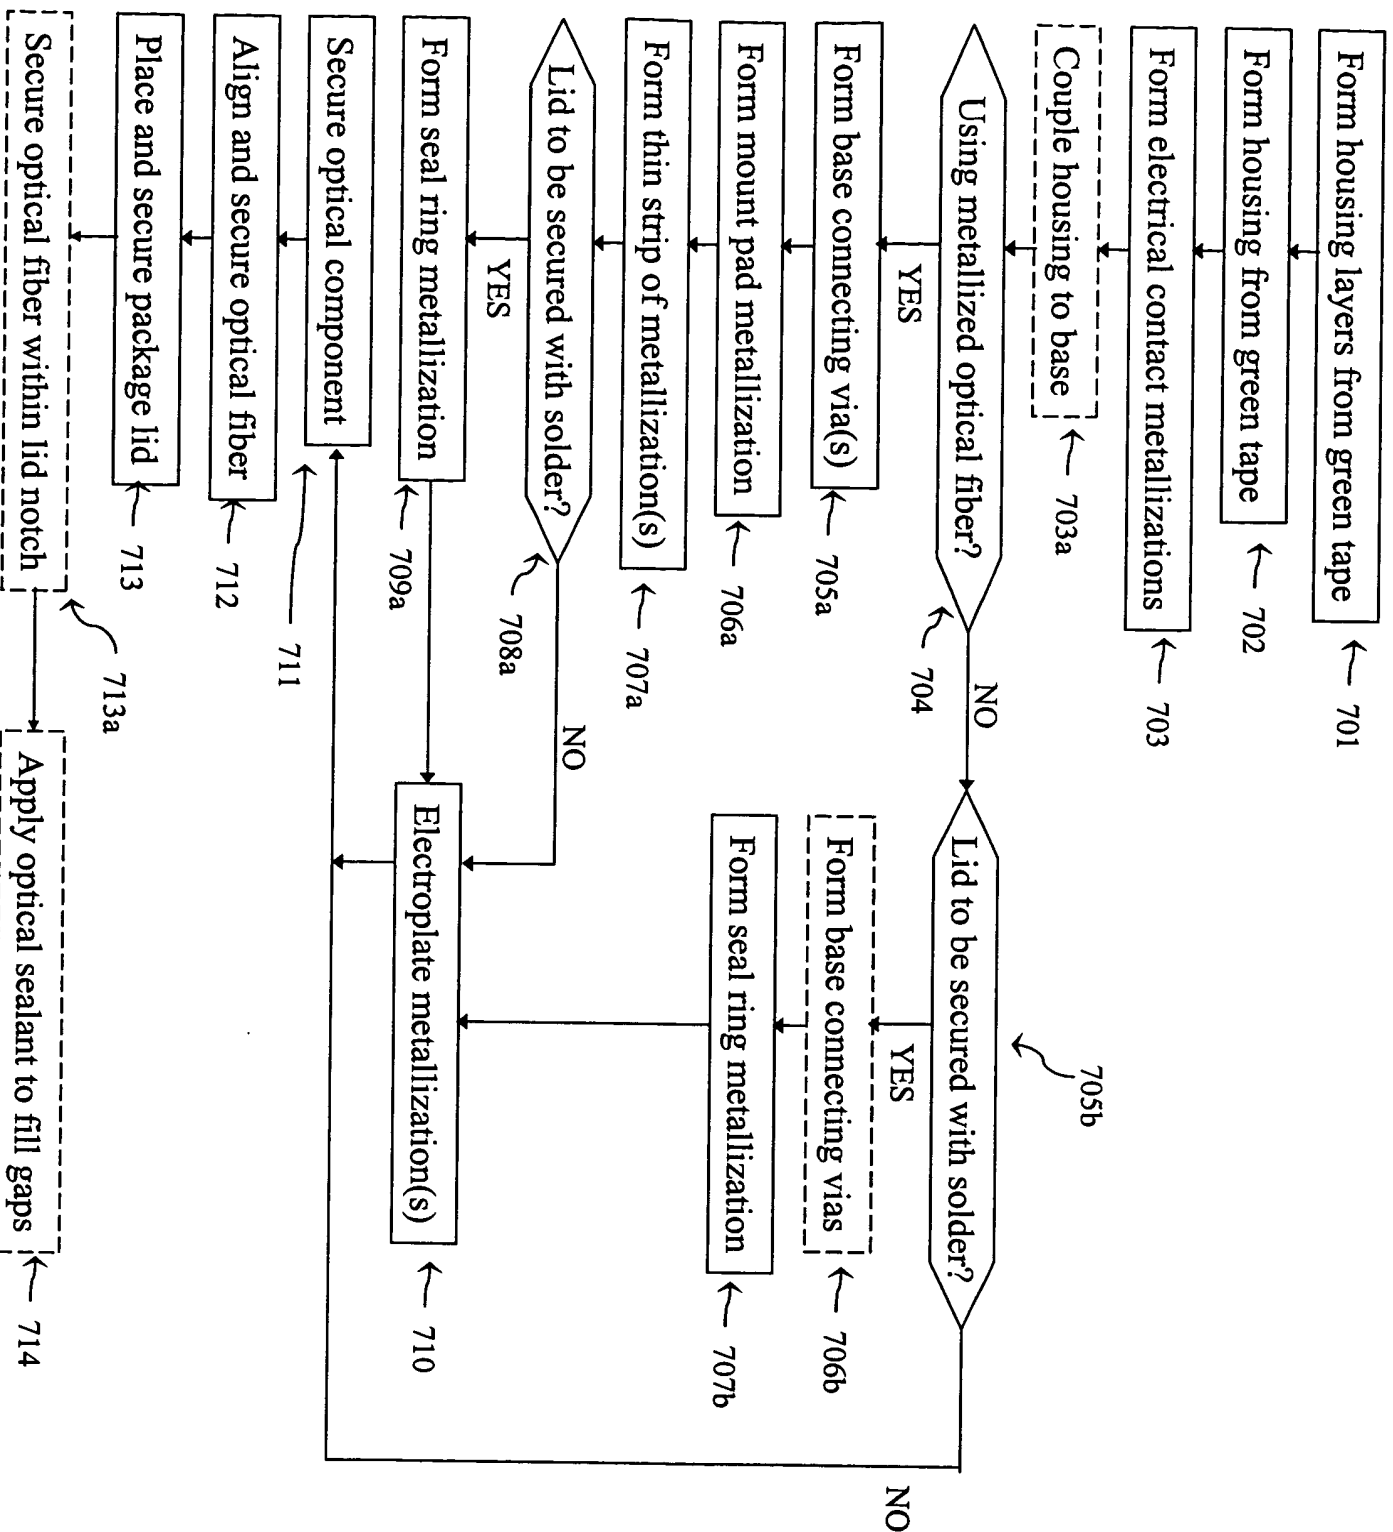 Form housing layers from green tape
701
Form housing from green tape
702
Form electrical contact metallizations
703
Couple housing to base
703a
Using metallized optical fiber?
704
NO
YES
Lid to be secured with solder?
705b
NO
YES
Form base connecting via(s)
705a
Form base connecting vias
706b
Form mount pad metallization
706a
Form seal ring metallization
707b
Form thin strip of metallization(s)
707a
Lid to be secured with solder?
708a
NO
YES
Form seal ring metallization
709a
Electroplate metallization(s)
710
Secure optical component
711
Align and secure optical fiber
712
Place and secure package lid
713
Secure optical fiber within lid notch
713a
Apply optical sealant to fill gaps
714